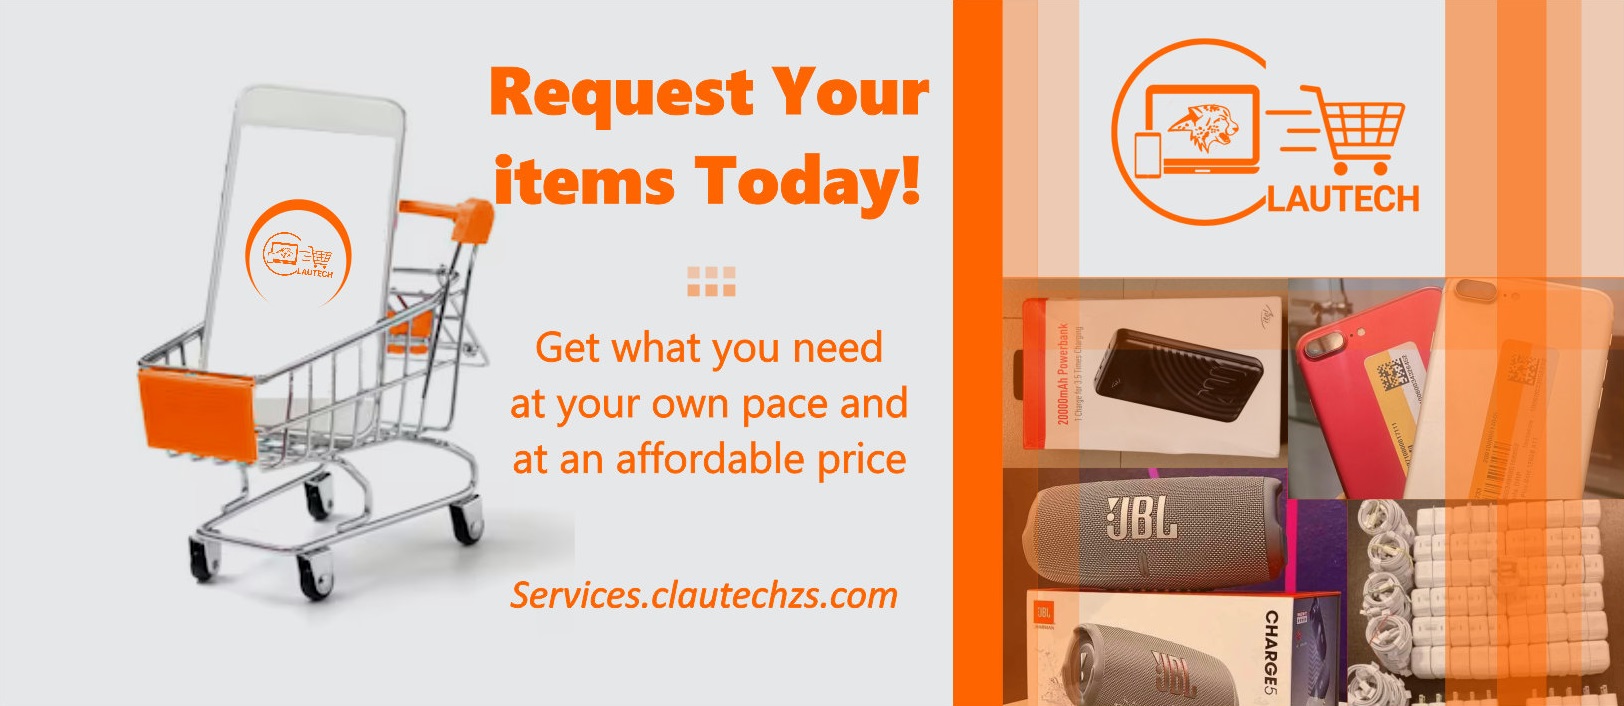 Request Your
items Today!
Get what you need
at your own pace and
at an affordable price
Services.clautechzs.com
LAUTECH
LAUTECH
20000mAh Powerbank
itel
JBL
JBL
CHARGE5
JBL